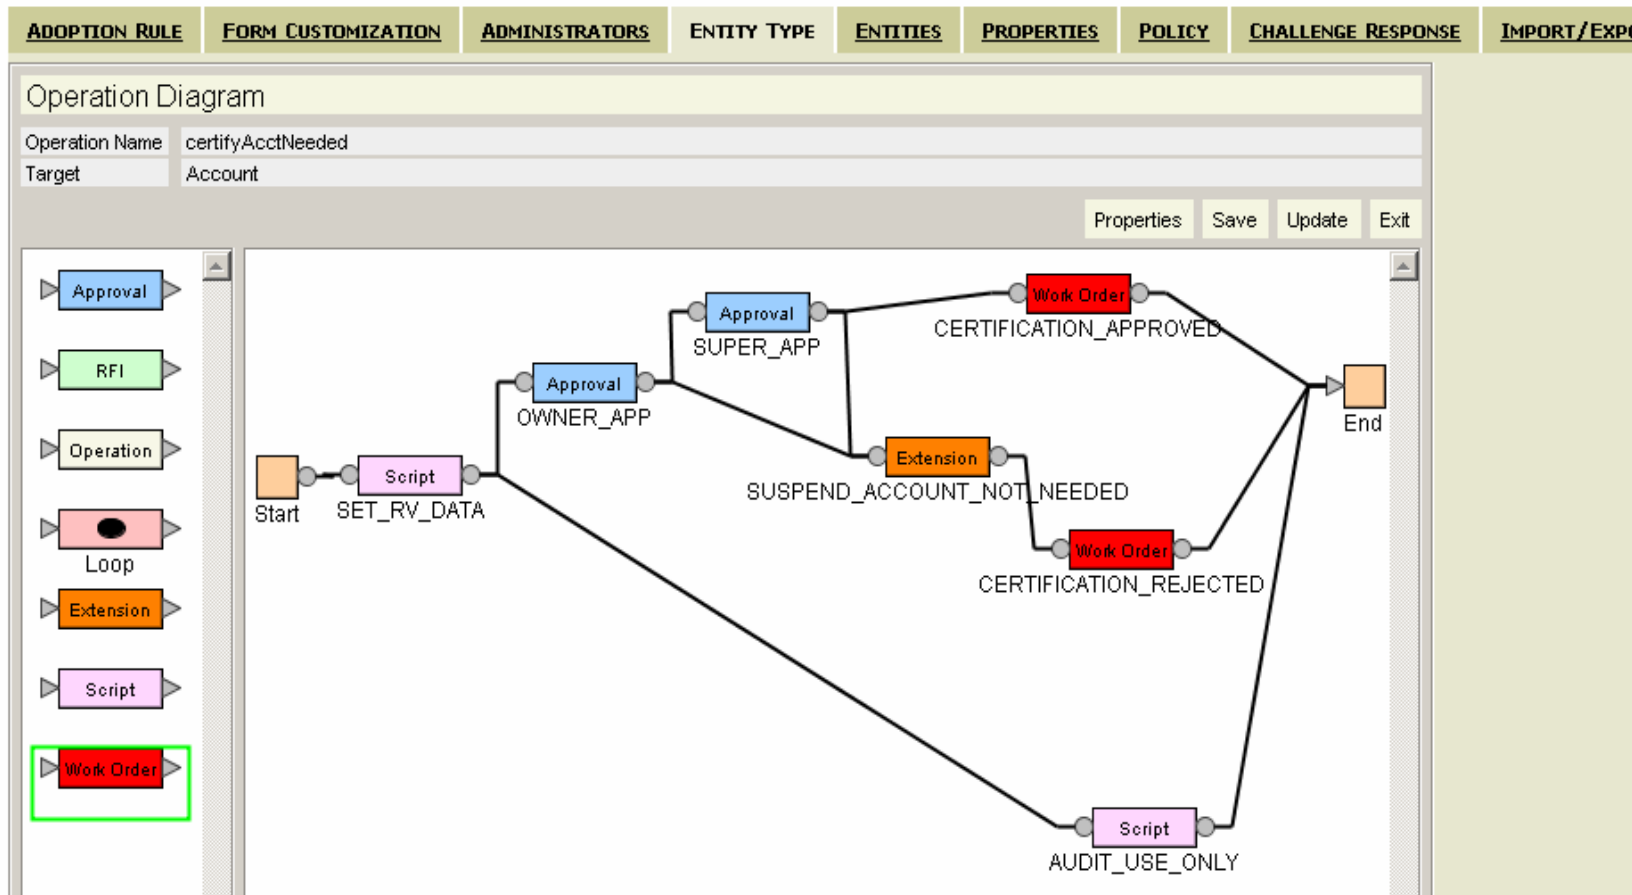 ADOPTION RULE FORM CUSTOMIZATION ADMINISTRATORS ENTITY TYPE ENTITIES PROPERTIES POLICY CHALLENGE RESPONSE IMPORT/EXPO
Operation Diagram
Operation Name certifyAcctNeeded
Target Account
Properties Save Update Exit
Approval
RFI
Operation
Loop
Extension
Script
Work Order
Start
Script
SET_RV_DATA
Approval
OWNER_APP
Approval
SUPER_APP
Work Order
CERTIFICATION_APPROVED
Extension
SUSPEND_ACCOUNT_NOT_NEEDED
Work Order
CERTIFICATION_REJECTED
End
Script
AUDIT_USE_ONLY